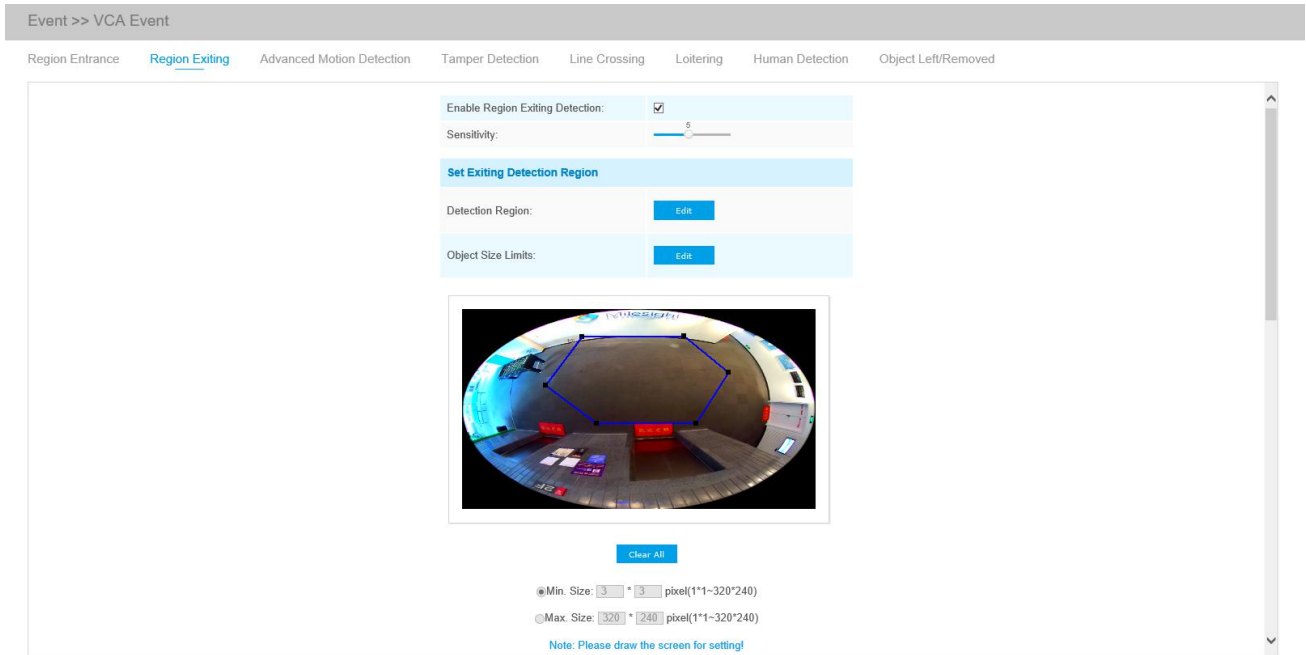 Event >> VCA Event
Region Entrance Region Exiting Advanced Motion Detection Tamper Detection Line Crossing Loitering Human Detection Object Left/Removed
Enable Region Exiting Detection:
Sensitivity: 5
Set Exiting Detection Region
Detection Region: Edit
Object Size Limits: Edit
Milesight
Clear All
Min. Size: 3 * 3 pixel(1*1~320*240)
Max. Size: 320 * 240 pixel(1*1~320*240)
Note: Please draw the screen for setting!